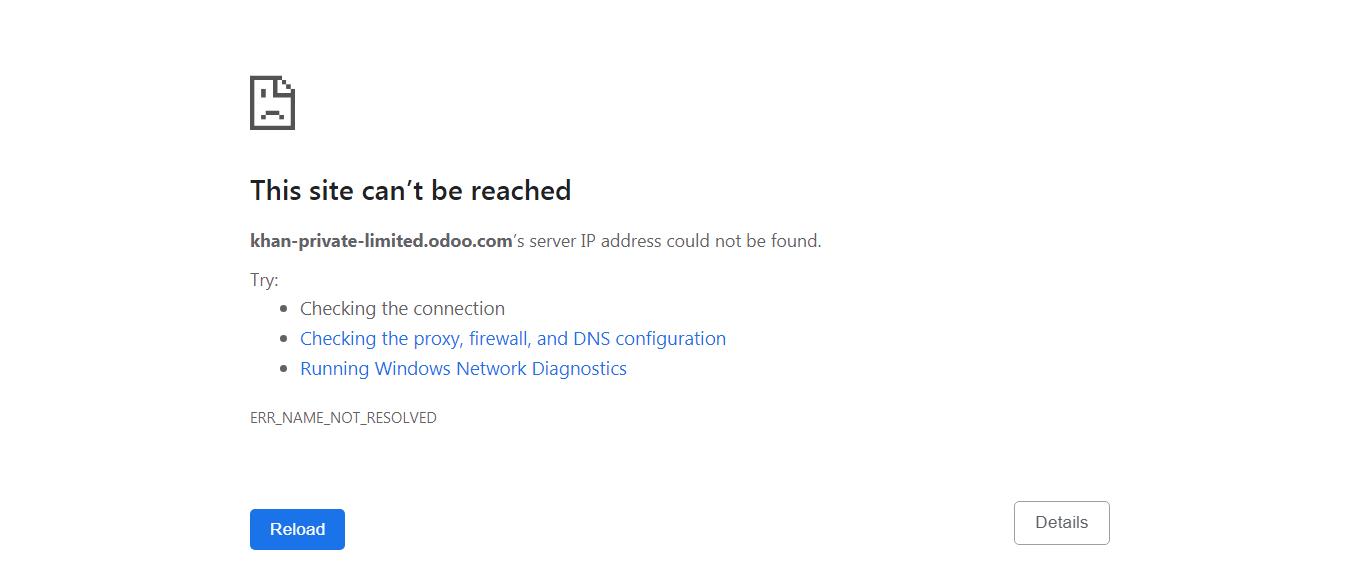 This site can’t be reached
khan-private-limited.odoo.com’s server IP address could not be found.
Try:
Checking the connection
Checking the proxy, firewall, and DNS configuration
Running Windows Network Diagnostics
ERR_NAME_NOT_RESOLVED
Reload
Details